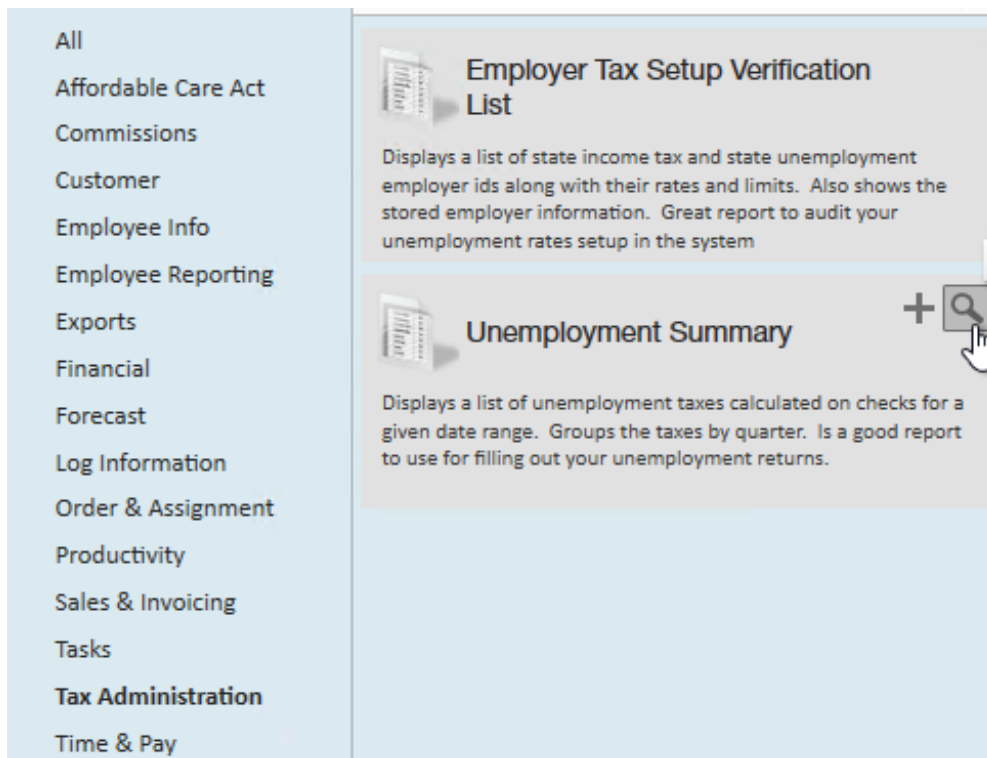 All
Affordable Care Act
Commissions
Customer
Employee Info
Employee Reporting
Exports
Financial
Forecast
Log Information
Order & Assignment
Productivity
Sales & Invoicing
Tasks
Tax Administration
Time & Pay
Employer Tax Setup Verification
List
Displays a list of state income tax and state unemployment
employer ids along with their rates and limits.  Also shows the
stored employer information.  Great report to audit your
unemployment rates setup in the system
Unemployment Summary
Displays a list of unemployment taxes calculated on checks for a
given date range.  Groups the taxes by quarter.  Is a good report
to use for filling out your unemployment returns.